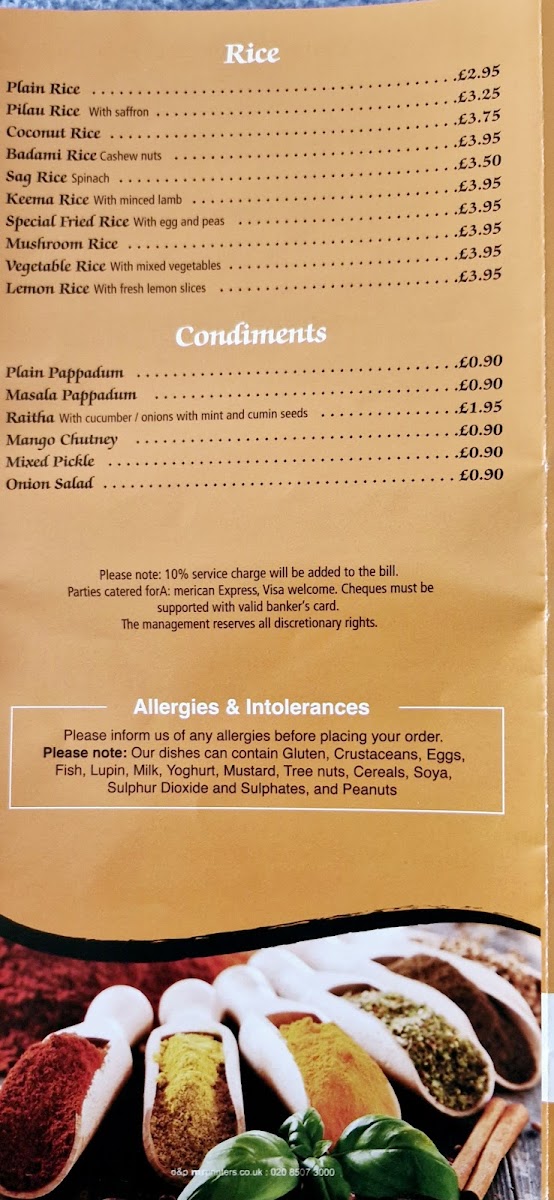 Rice
Plain Rice ........................................ £2.95
Pilau Rice With saffron ........................................ £3.25
Coconut Rice ........................................ £3.75
Badami Rice Cashew nuts ........................................ £3.95
Sag Rice Spinach ........................................ £3.50
Keema Rice With minced lamb ........................................ £3.95
Special Fried Rice With egg and peas ........................................ £3.95
Mushroom Rice ........................................ £3.95
Vegetable Rice With mixed vegetables ........................................ £3.95
Lemon Rice With fresh lemon slices ........................................ £3.95
Condiments
Plain Pappadum ........................................ £0.90
Masala Pappadum ........................................ £0.90
Raitha With cucumber / onions with mint and cumin seeds .................... £1.95
Mango Chutney ........................................ £0.90
Mixed Pickle ........................................ £0.90
Onion Salad ........................................ £0.90
Please note: 10% service charge will be added to the bill.
Parties catered forA: merican Express, Visa welcome. Cheques must be
supported with valid banker's card.
The management reserves all discretionary rights.
Allergies & Intolerances
Please inform us of any allergies before placing your order.
Please note: Our dishes can contain Gluten, Crustaceans, Eggs,
Fish, Lupin, Milk, Yoghurt, Mustard, Tree nuts, Cereals, Soya,
Sulphur Dioxide and Sulphates, and Peanuts
020 8507 3000